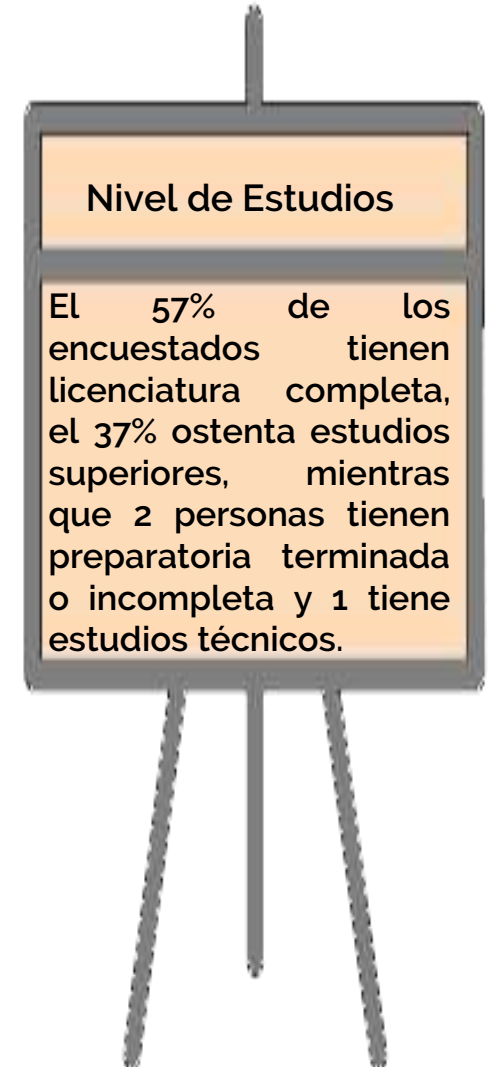 Nivel de Estudios
El 57% de los
encuestados tienen
licenciatura completa,
el 37% ostenta estudios
superiores, mientras
que 2 personas tienen
preparatoria terminada
o incompleta y 1 tiene
estudios técnicos.